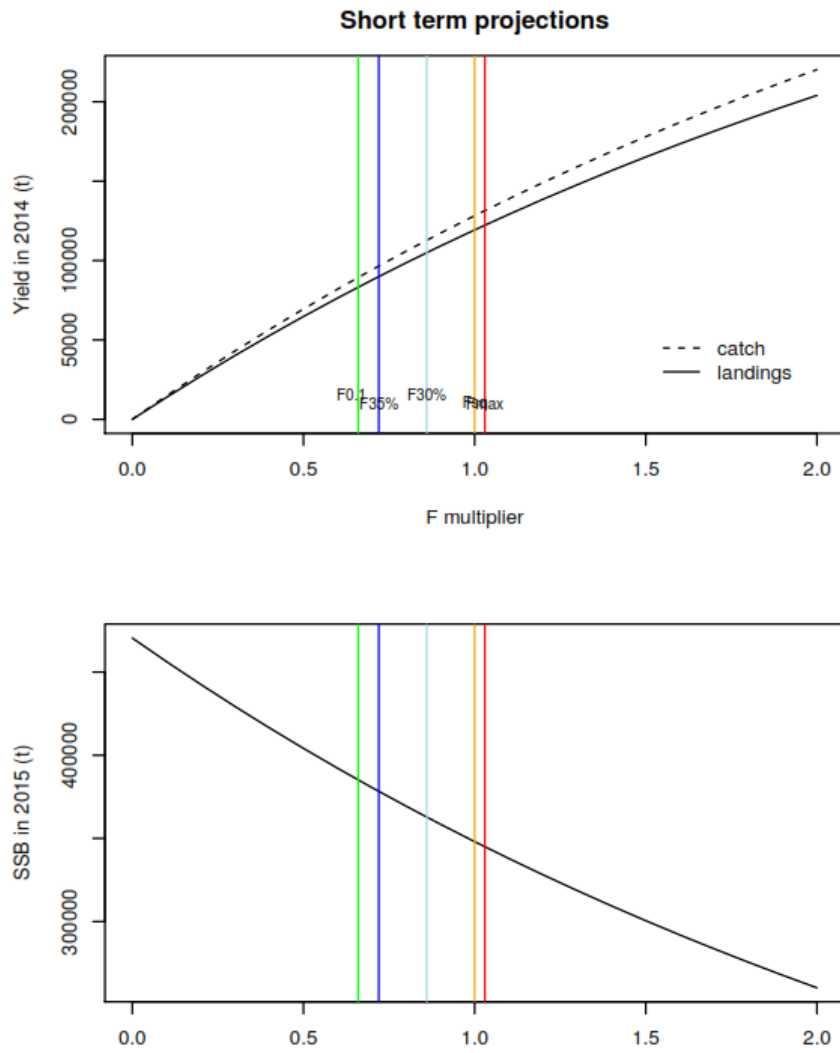 Short term projections
Yield in 2014 (t)
200000
100000
50000
0
catch
landings
F0.1
F35%
F30%
Fmax
0.0 0.5 1.0 1.5 2.0
F multiplier
SSB in 2015 (t)
400000
300000
0.0 0.5 1.0 1.5 2.0